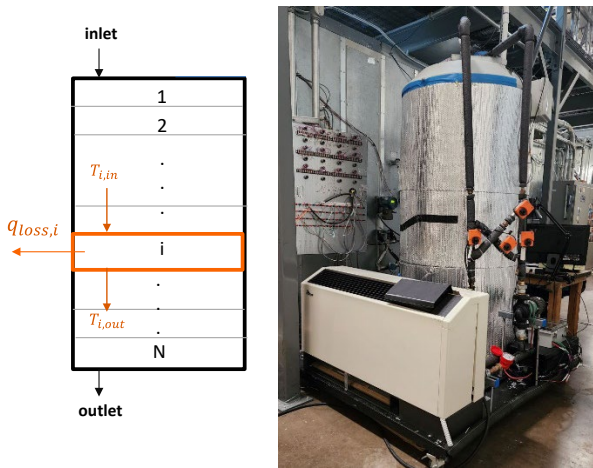 inlet
1
2
.
.
T_{i,in}
.
q_{loss,i}
i
.
.
T_{i,out}
.
N
outlet